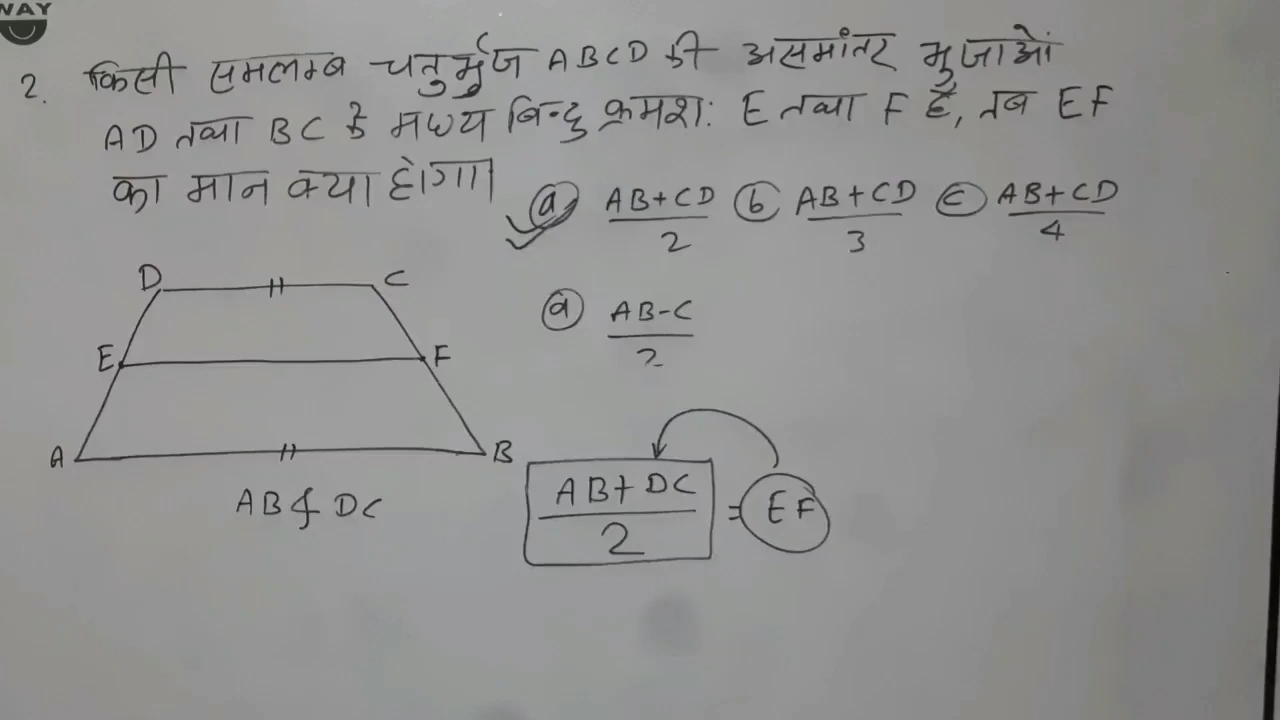 WAY
2. किसी समलम्ब चतुर्भुज ABCD की असमांतर भुजाओं
AD तथा BC के मध्य बिन्दु क्रमश: E तथा F है, तब EF
का मान क्या होगा।
ⓐ AB+CD/2 ⓑ AB+CD/3 ⓒ AB+CD/4
ⓐ AB-C/2
D C
E F
A B
AB & DC
AB+DC/2 = EF